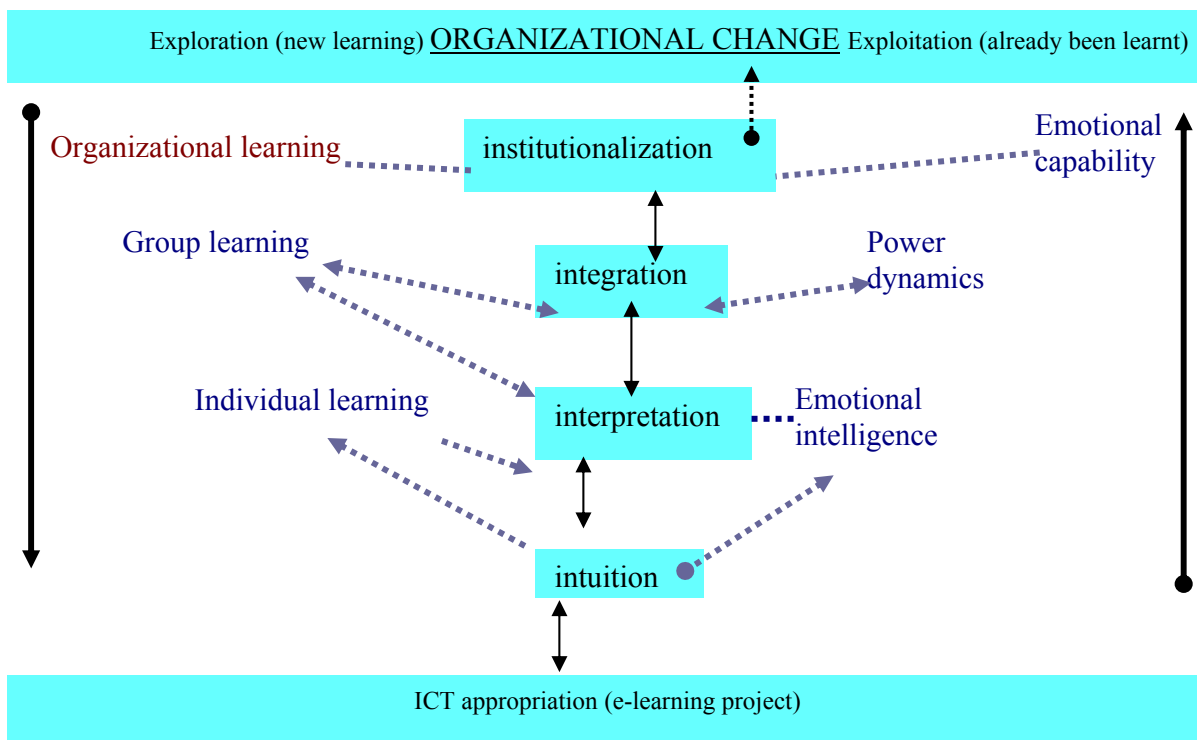 Exploration (new learning) ORGANIZATIONAL CHANGE Exploitation (already been learnt)
Organizational learning
institutionalization
Emotional
capability
Group learning
integration
Power
dynamics
Individual learning
interpretation
Emotional
intelligence
intuition
ICT appropriation (e-learning project)